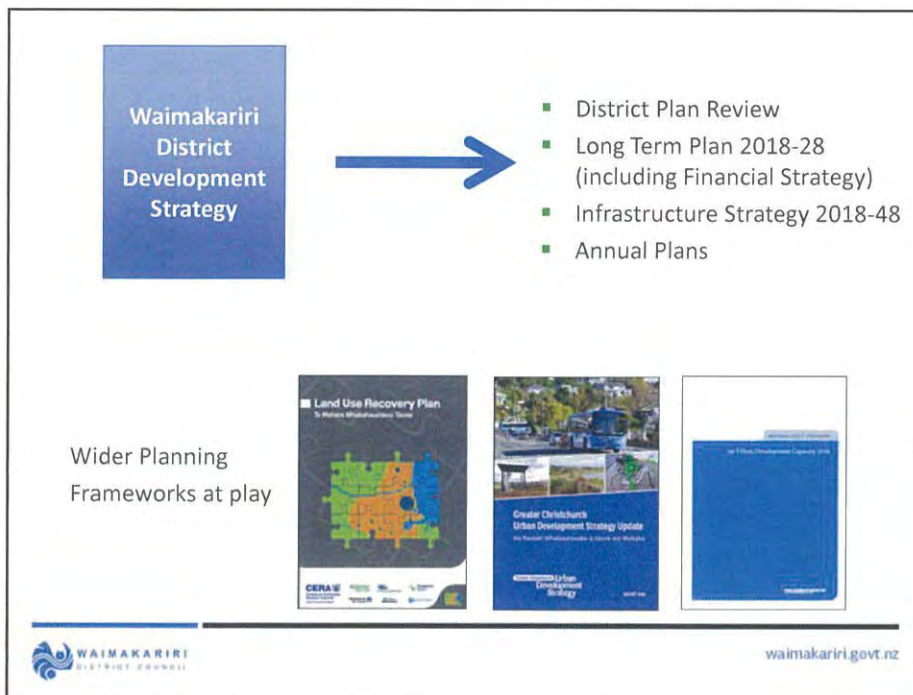 Waimakariri
District
Development
Strategy
District Plan Review
Long Term Plan 2018-28
(including Financial Strategy)
Infrastructure Strategy 2018-48
Annual Plans
Wider Planning
Frameworks at play
Land Use Recovery Plan
Greater Christchurch
Urban Development Strategy Update
Urban
Development
Strategy
CERA
WAIMAKARIRI
DISTRICT COUNCIL
waimakariri.govt.nz